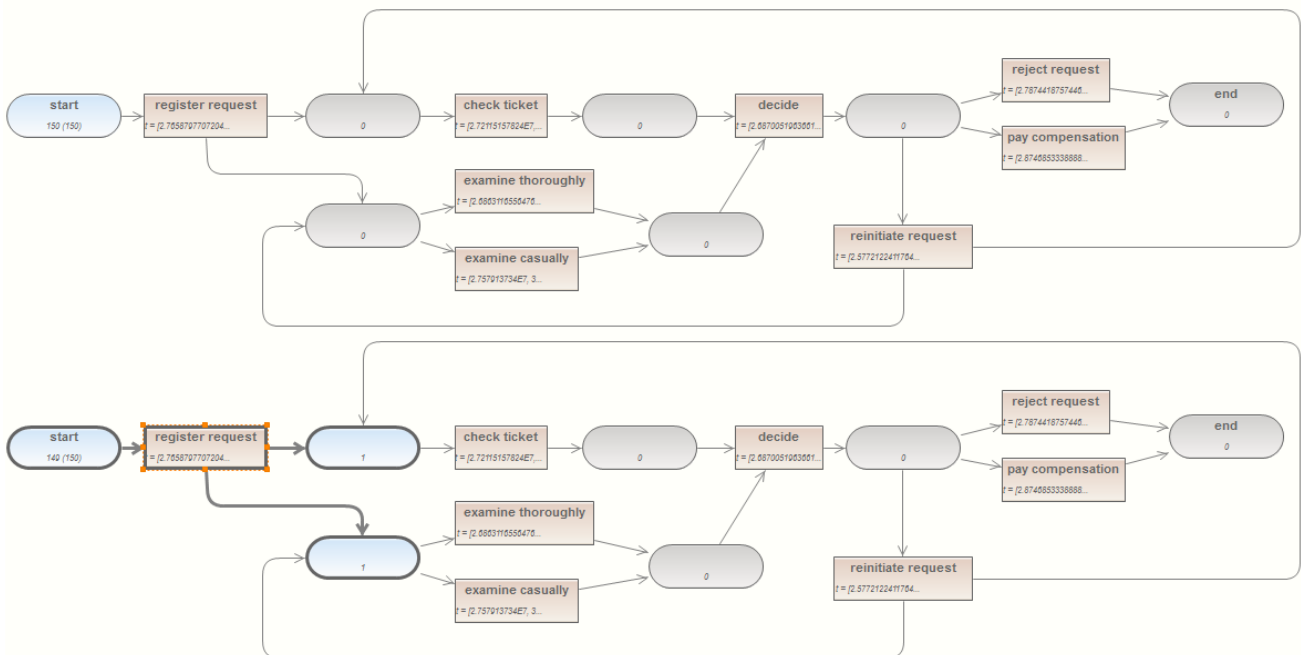 start
150 (150)
register request
t = [2.7658797707204...
0
check ticket
t = [2.72115157824E7,...
0
decide
t = [2.6870051963661...
0
reject request
t = [2.7874418757446...
end
0
pay compensation
t = [2.8746853338888...
examine thoroughly
t = [2.6863116556476...
0
0
examine casually
t = [2.757913734E7, 3...
reinitiate request
t = [2.5772122411764...
start
149 (150)
register request
= [2.7658797707204...
1
check ticket
t = [2.72115157824E7,...
0
decide
t = [2.6870051963661...
0
reject request
t = [2.7874418757446...
end
0
pay compensation
t = [2.8746853338888...
examine thoroughly
t = [2.6863116556476...
1
0
examine casually
t = [2.757913734E7, 3...
reinitiate request
t = [2.5772122411764...